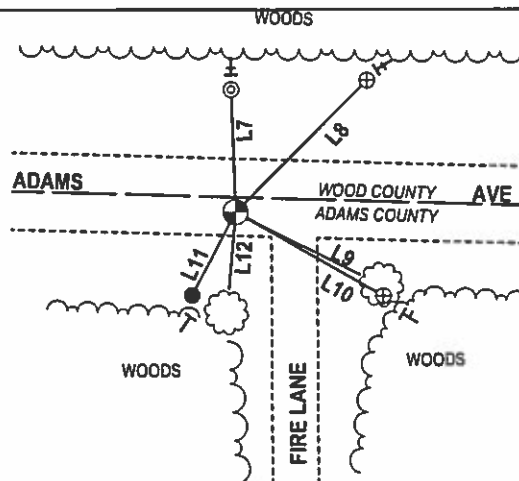 WOODS
L7
L8
ADAMS
WOOD COUNTY
AVE
ADAMS COUNTY
L11
L12
L9
L10
WOODS
FIRE LANE
WOODS